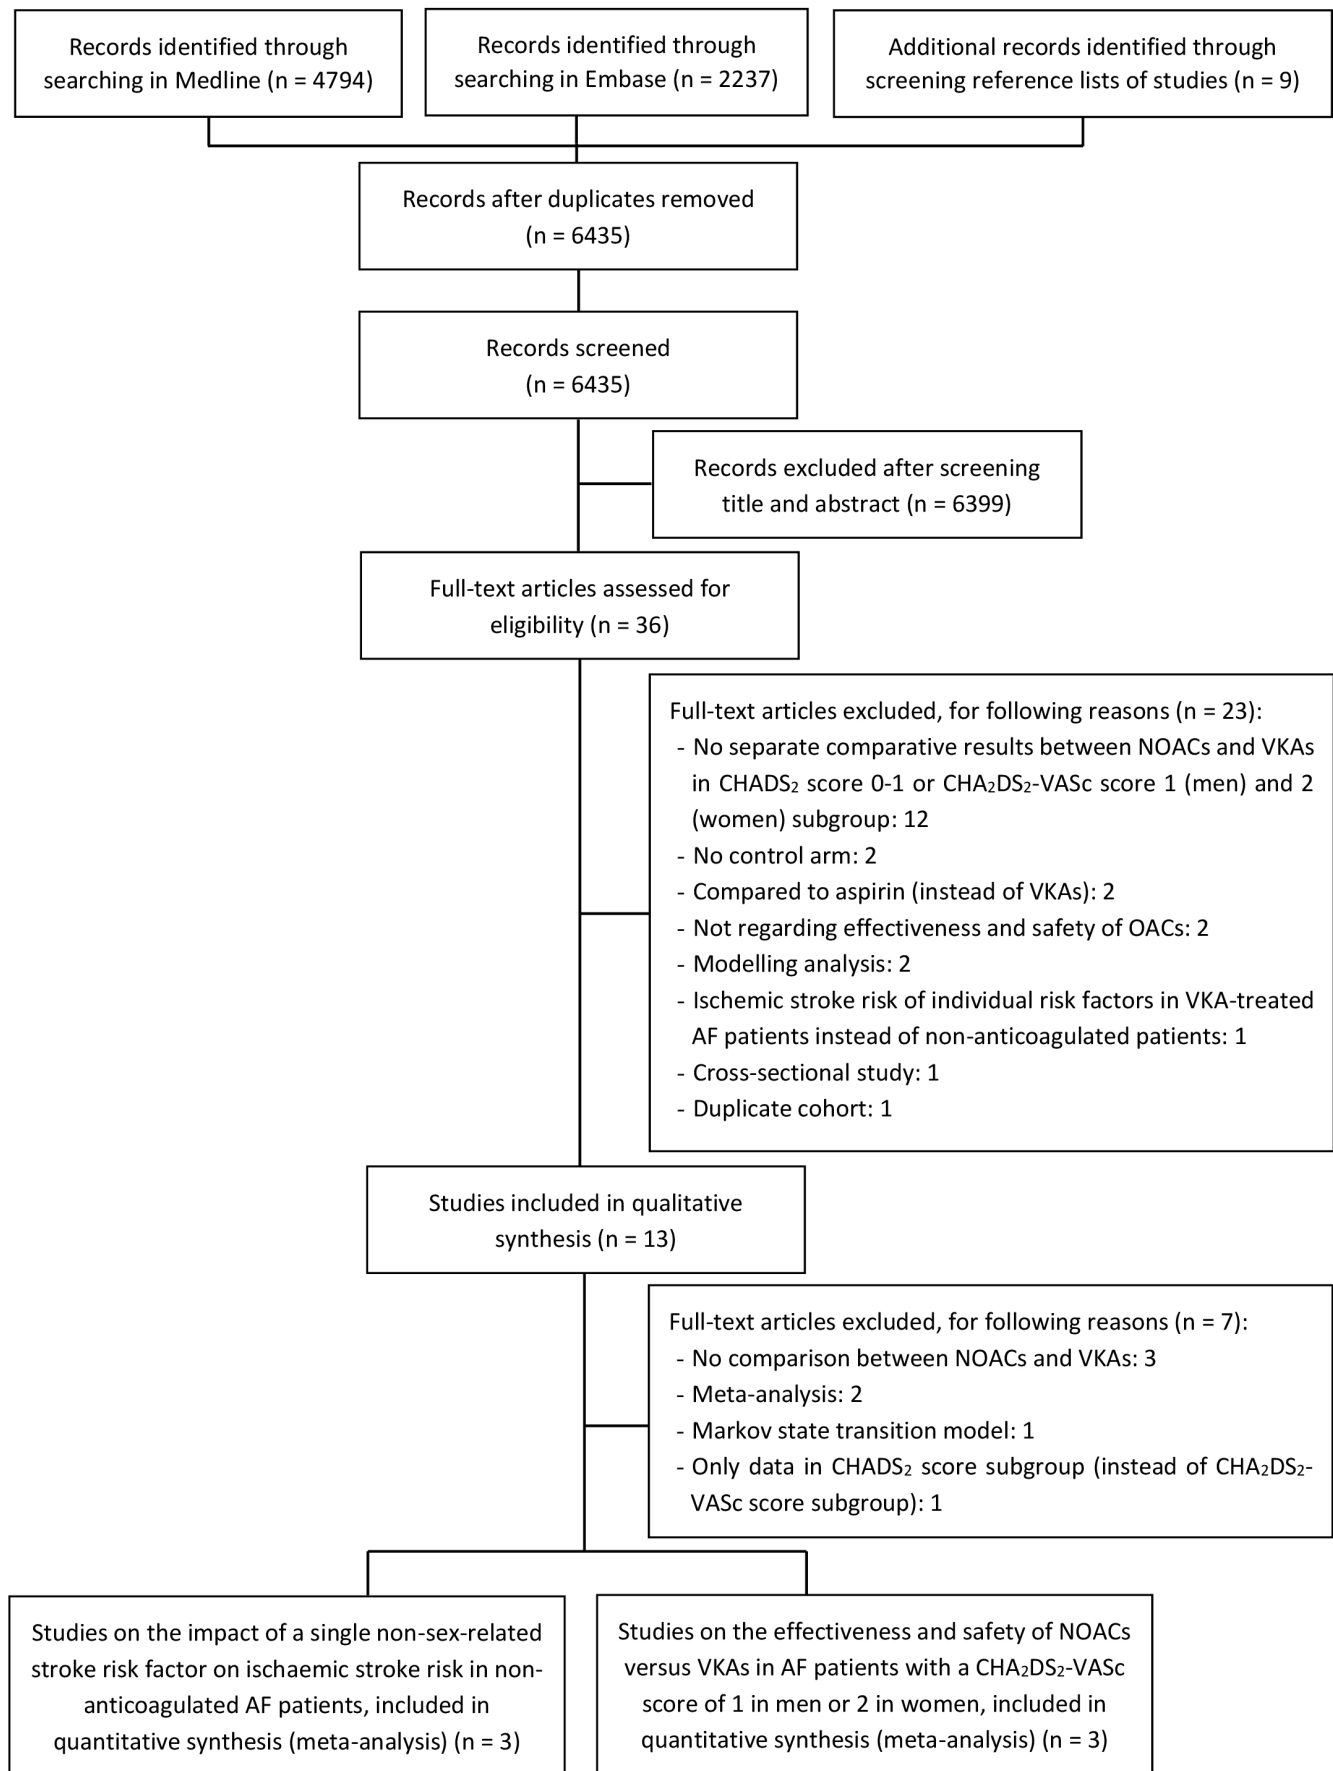 Records identified through
searching in Medline (n = 4794)
Records identified through
searching in Embase (n = 2237)
Additional records identified through
screening reference lists of studies (n = 9)
Records after duplicates removed
(n = 6435)
Records screened
(n = 6435)
Records excluded after screening
title and abstract (n = 6399)
Full-text articles assessed for
eligibility (n = 36)
Full-text articles excluded, for following reasons (n = 23):
- No separate comparative results between NOACs and VKAs
in CHADS₂ score 0-1 or CHA₂DS₂-VASc score 1 (men) and 2
(women) subgroup: 12
- No control arm: 2
- Compared to aspirin (instead of VKAs): 2
- Not regarding effectiveness and safety of OACs: 2
- Modelling analysis: 2
- Ischemic stroke risk of individual risk factors in VKA-treated
AF patients instead of non-anticoagulated patients: 1
- Cross-sectional study: 1
- Duplicate cohort: 1
Studies included in qualitative
synthesis (n = 13)
Full-text articles excluded, for following reasons (n = 7):
- No comparison between NOACs and VKAs: 3
- Meta-analysis: 2
- Markov state transition model: 1
- Only data in CHADS₂ score subgroup (instead of CHA₂DS₂-
VASc score subgroup): 1
Studies on the impact of a single non-sex-related
stroke risk factor on ischaemic stroke risk in non-
anticoagulated AF patients, included in
quantitative synthesis (meta-analysis) (n = 3)
Studies on the effectiveness and safety of NOACs
versus VKAs in AF patients with a CHA₂DS₂-VASc
score of 1 in men or 2 in women, included in
quantitative synthesis (meta-analysis) (n = 3)